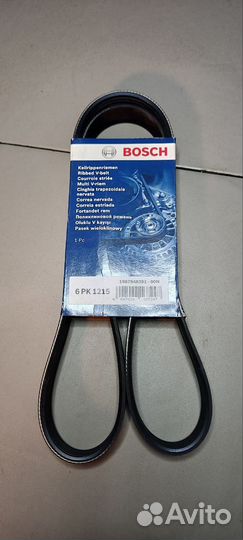 BOSCH
Keilrippenriemen
Ribbed V-belt
Courroie striée
Multi V-riem
Cinghia trapezoidale
nervata
Correa nervada
Correia estriada
Fortandet rem
Поликлиновой ремень
Oluklu V kayışı
Pasek wieloklinowy
1 Pc
6 PK 1215
Avito